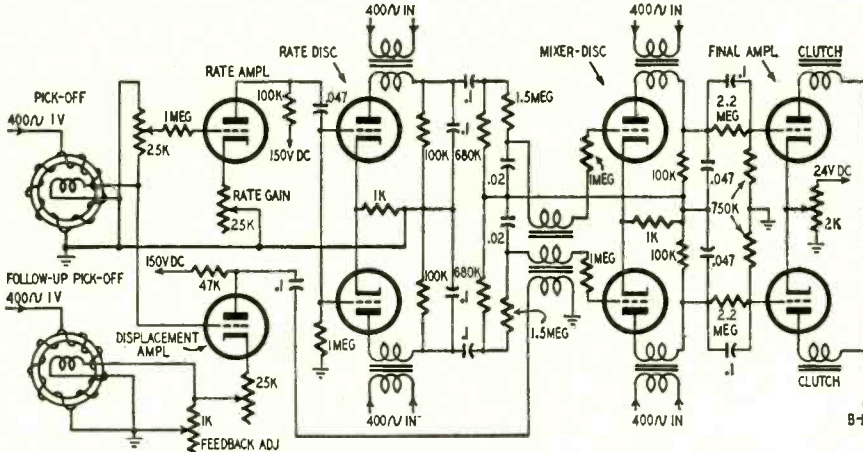 400∿ IN
400∿ IN
RATE DISC
MIXER-DISC
FINAL AMPL
CLUTCH
RATE AMPL
PICK-OFF
400∿ 1V
1MEG
25K
100K
.047
150V DC
RATE GAIN
25K
.1
.1
1.5MEG
100K
680K
.02
1K
.02
1MEG
2.2
MEG
.1
100K
.047
750K
24V DC
2K
1K
100K
.047
1MEG
2.2
MEG
.1
FOLLOW-UP PICK-OFF
400∿ 1V
150V DC
47K
.1
DISPLACEMENT
AMPL
25K
1K
FEEDBACK ADJ
1MEG
100K
680K
.1
.1
1.5MEG
400∿ IN
400∿ IN
CLUTCH